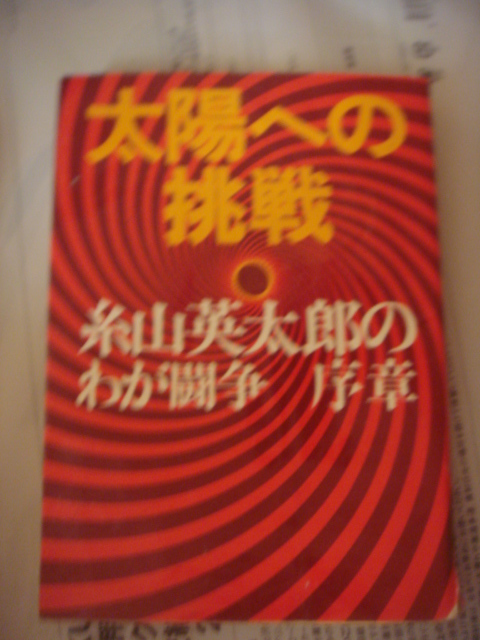 太陽への
挑戦
糸山英太郎の
わが闘争 序章